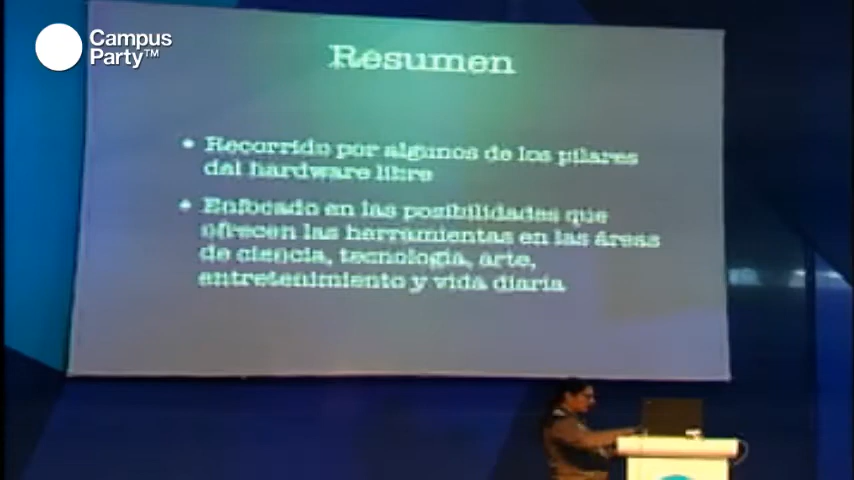 Campus
Party™
Resumen
• Recorrido por algunos de los pilares
del hardware libre
• Enfocado en las posibilidades que
ofrecen las herramientas en las áreas
de ciencia, tecnología, arte,
entretenimiento y vida diaria